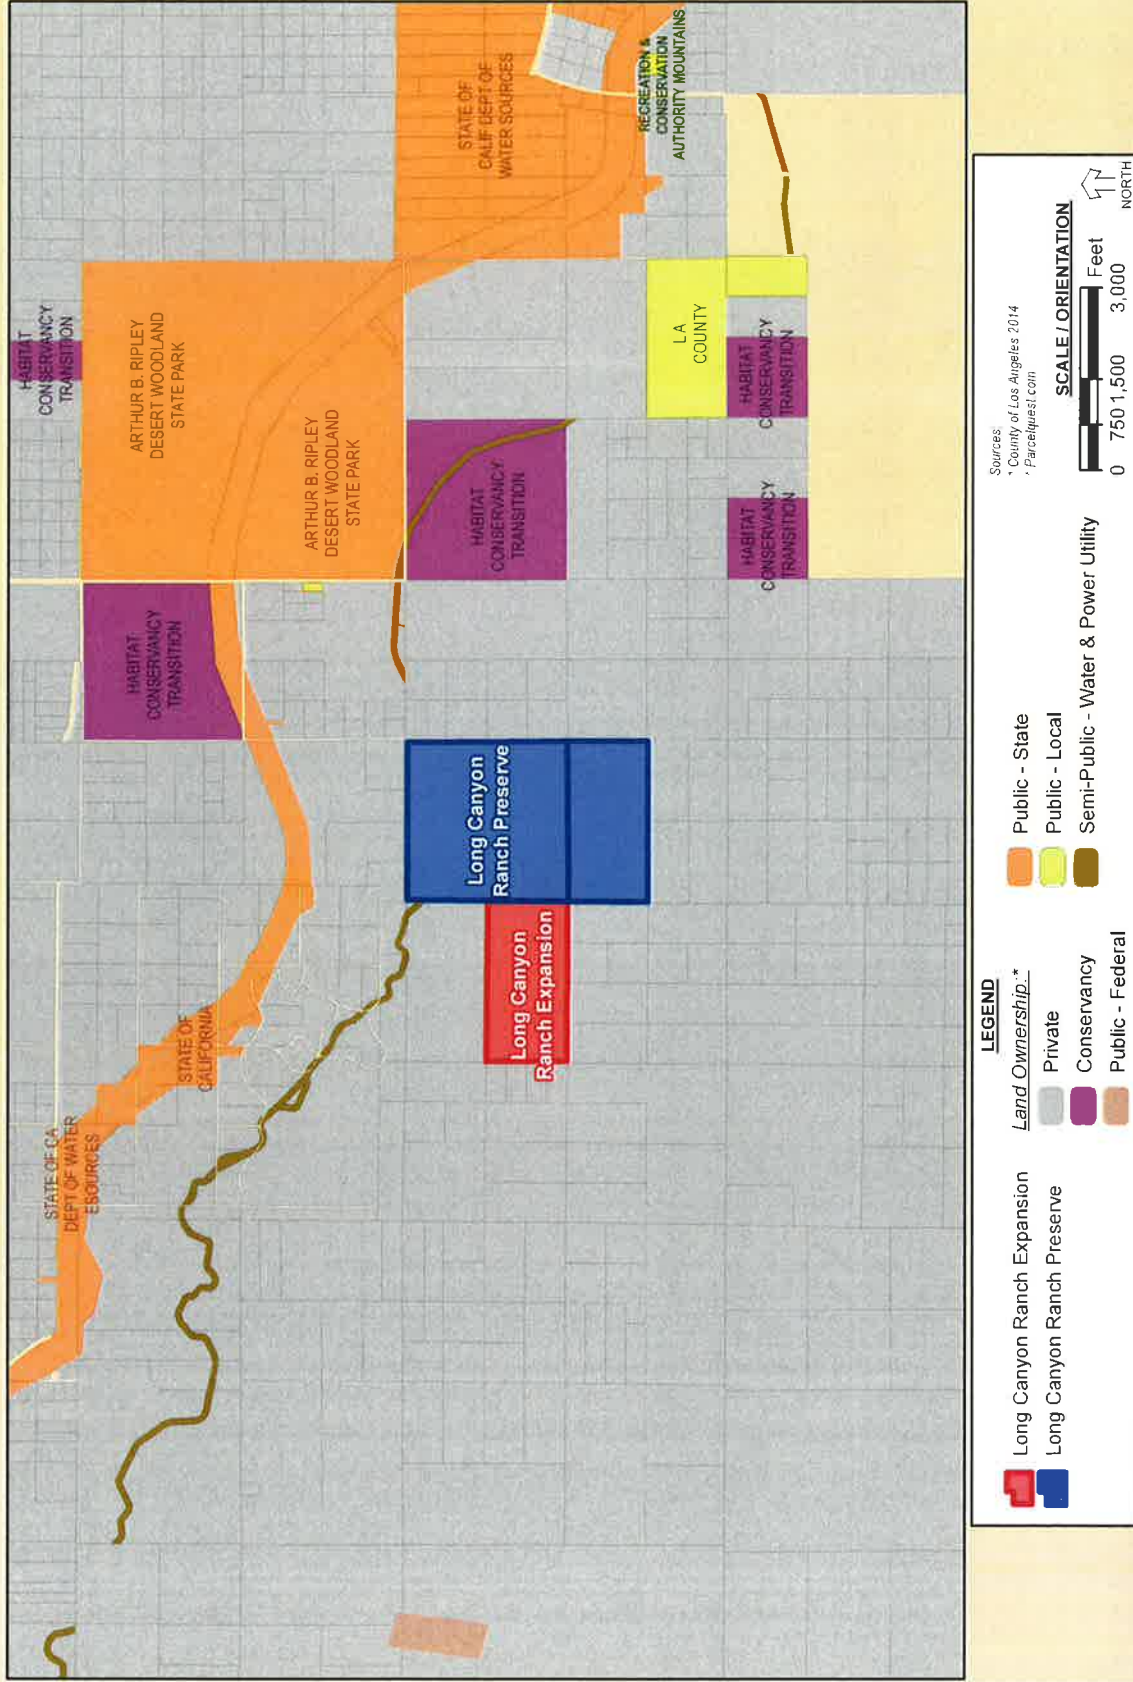 STATE OF CA
DEPT OF WATER
ESOURCES
STATE OF
CALIFORNIA
HABITAT
CONSERVANCY
TRANSITION
HABITAT
CONSERVANCY
TRANSITION
ARTHUR B. RIPLEY
DESERT WOODLAND
STATE PARK
ARTHUR B. RIPLEY
DESERT WOODLAND
STATE PARK
STATE OF
CALIF DEPT OF
WATER SOURCES
RECREATION &
CONSERVATION
AUTHORITY MOUNTAINS
HABITAT
CONSERVANCY
TRANSITION
Long Canyon
Ranch Preserve
Long Canyon
Ranch Expansion
LA
COUNTY
HABITAT
CONSERVANCY
TRANSITION
HABITAT
CONSERVANCY
TRANSITION
LEGEND
Long Canyon Ranch Expansion
Long Canyon Ranch Preserve
Land Ownership:*
Private
Conservancy
Public - Federal
Public - State
Public - Local
Semi-Public - Water & Power Utility
Sources:
* County of Los Angeles 2014
* Parcelquest.com
SCALE / ORIENTATION
0 750 1,500 3,000
Feet
NORTH